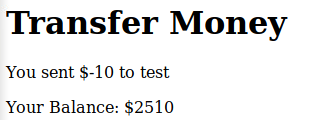 Transfer Money
You sent $-10 to test
Your Balance: $2510